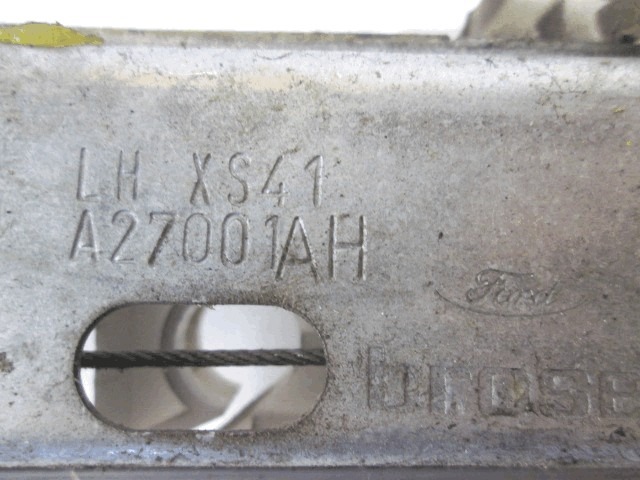 LH XS41
A27001AH
Ford
brose